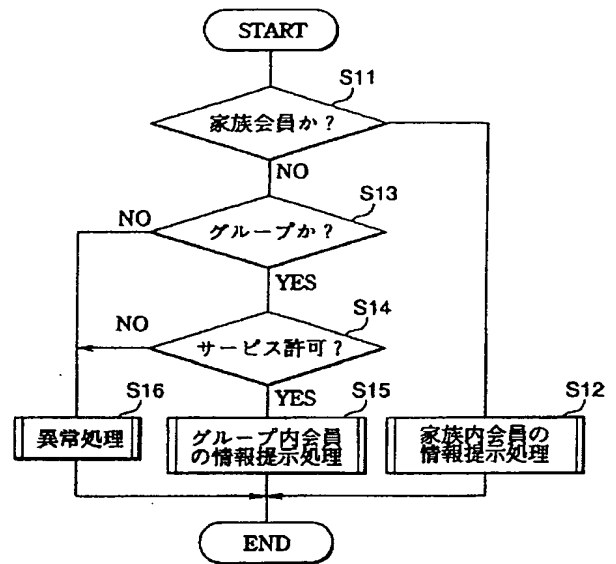 START
S11
家族会員か?
NO
S13
NO
グループか?
YES
S14
NO
サービス許可?
YES
S16
異常処理
S15
グループ内会員
の情報提示処理
S12
家族内会員の
情報提示処理
END